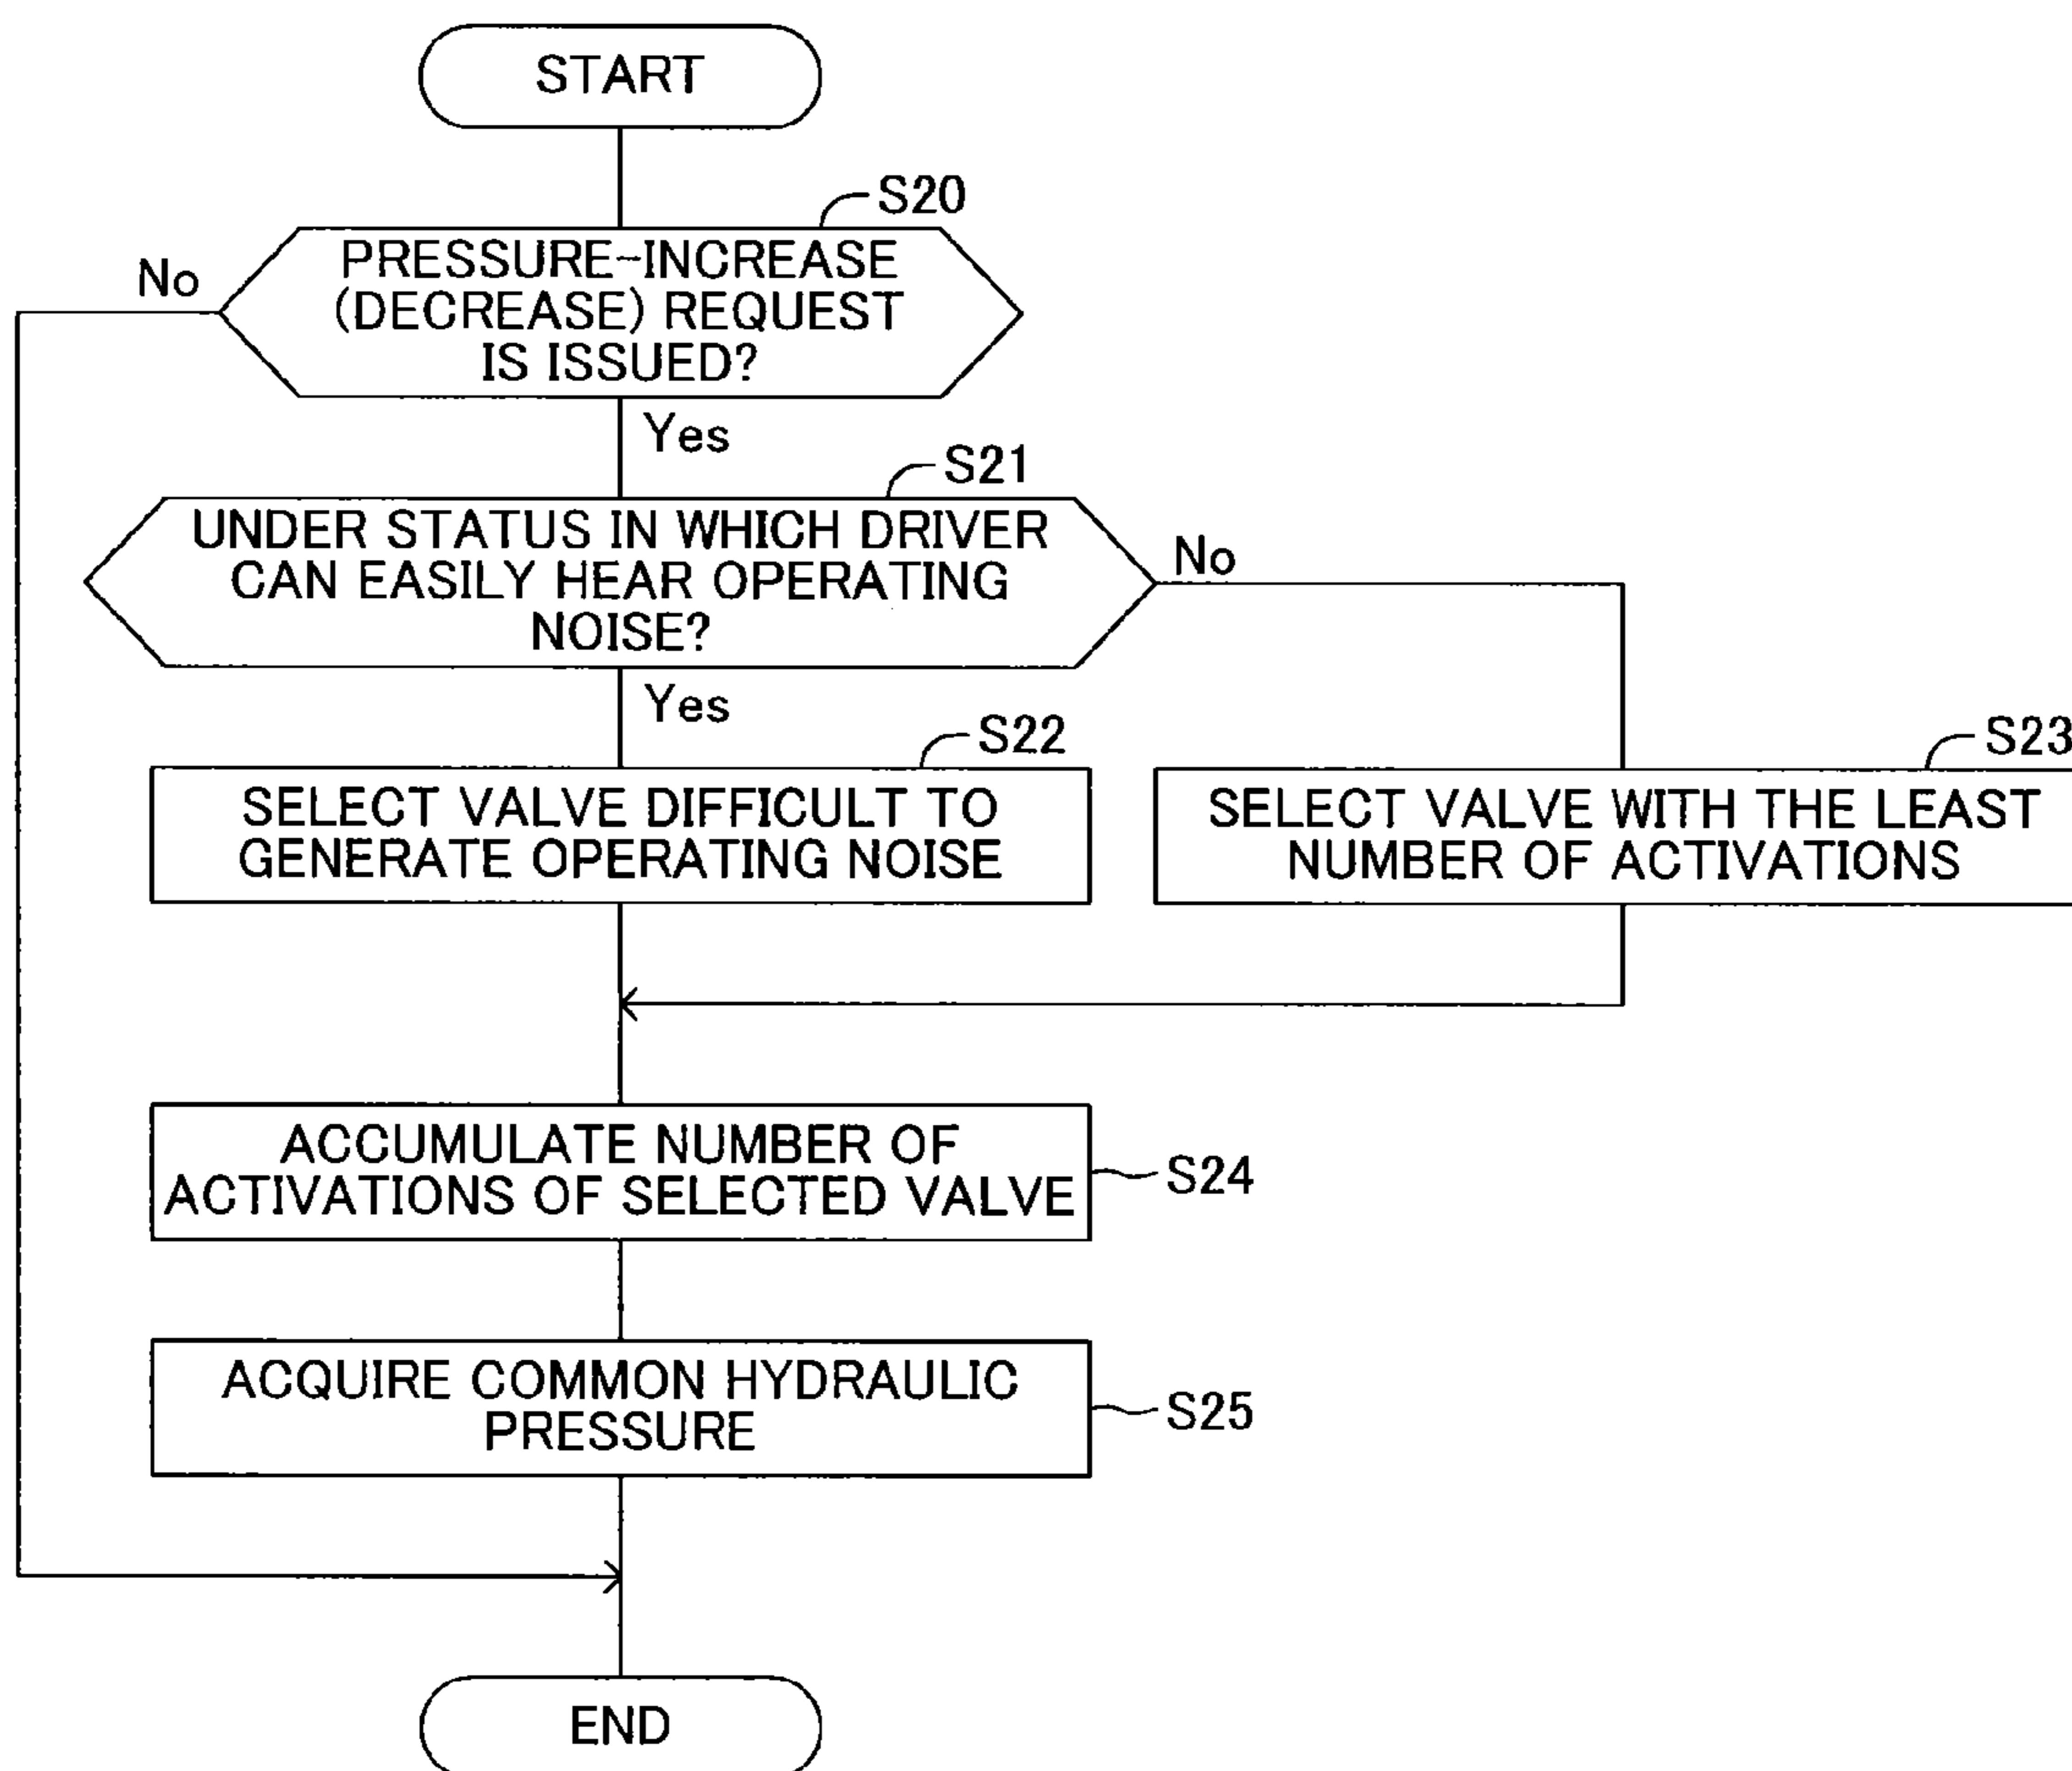 START
S20
PRESSURE-INCREASE
(DECREASE) REQUEST
IS ISSUED?
No
Yes
S21
UNDER STATUS IN WHICH DRIVER
CAN EASILY HEAR OPERATING
NOISE?
No
Yes
S22
SELECT VALVE DIFFICULT TO
GENERATE OPERATING NOISE
S23
SELECT VALVE WITH THE LEAST
NUMBER OF ACTIVATIONS
ACCUMULATE NUMBER OF
ACTIVATIONS OF SELECTED VALVE
S24
ACQUIRE COMMON HYDRAULIC
PRESSURE
S25
END